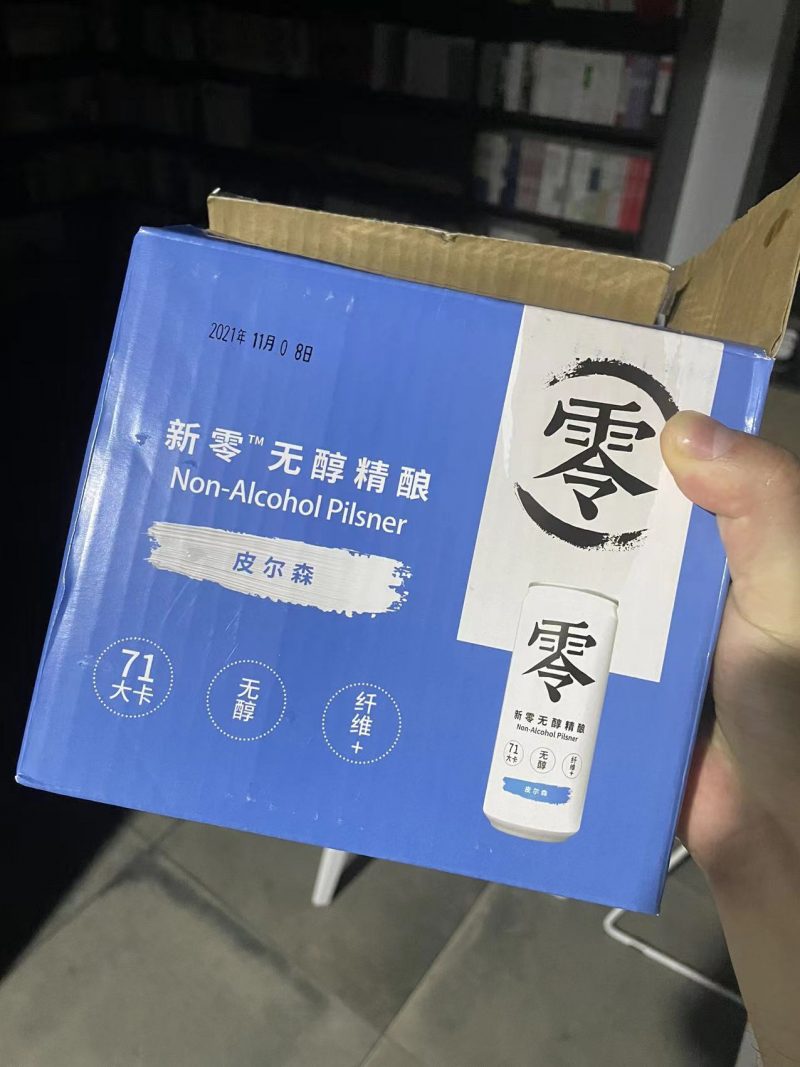 2021年 11月 0 8日
新零™无醇精酿
Non-Alcohol Pilsner
皮尔森
71
大卡
无
醇
纤
维
+
零
零
新零无醇精酿
Non-Alcohol Pilsner
71
大卡
无
醇
纤
维
+
皮尔森